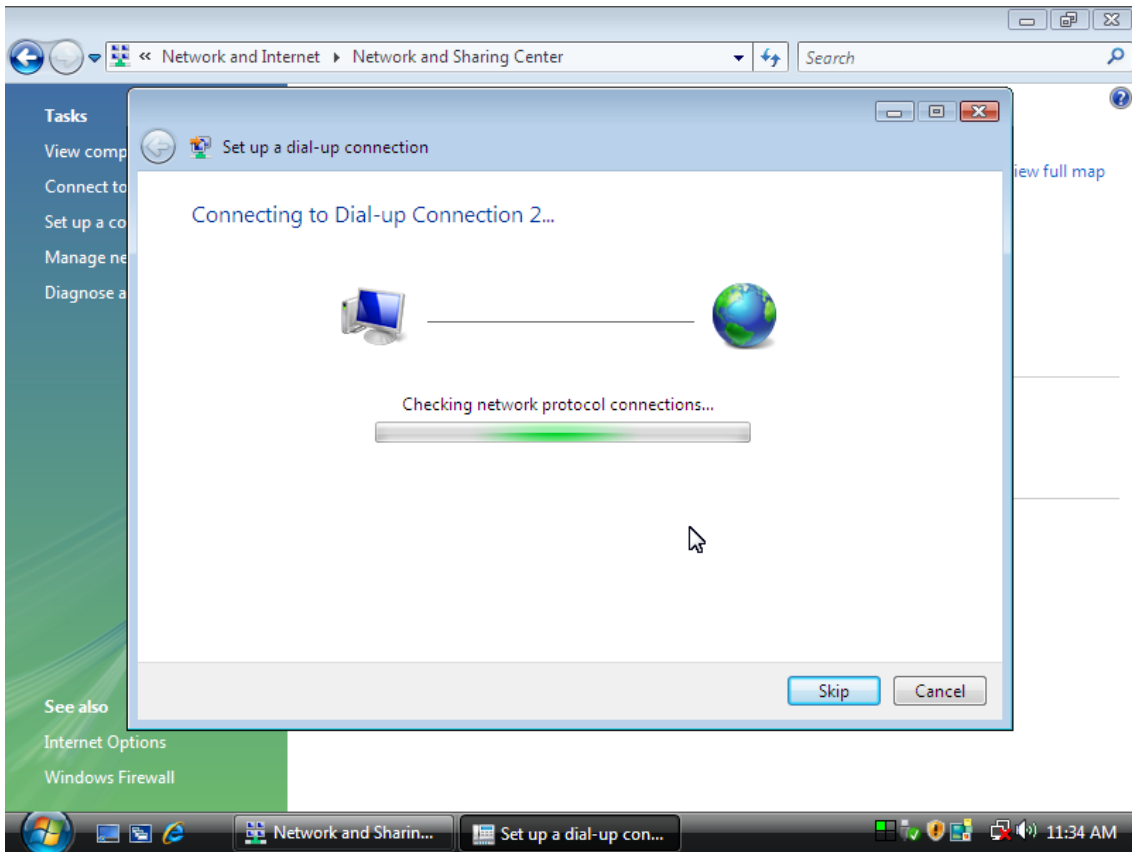 « Network and Internet ▸ Network and Sharing Center
Search
Tasks
View comp
Connect to
Set up a co
Manage ne
Diagnose a
iew full map
Set up a dial-up connection
Connecting to Dial-up Connection 2...
Checking network protocol connections...
Skip
Cancel
See also
Internet Options
Windows Firewall
Network and Sharin...
Set up a dial-up con...
11:34 AM